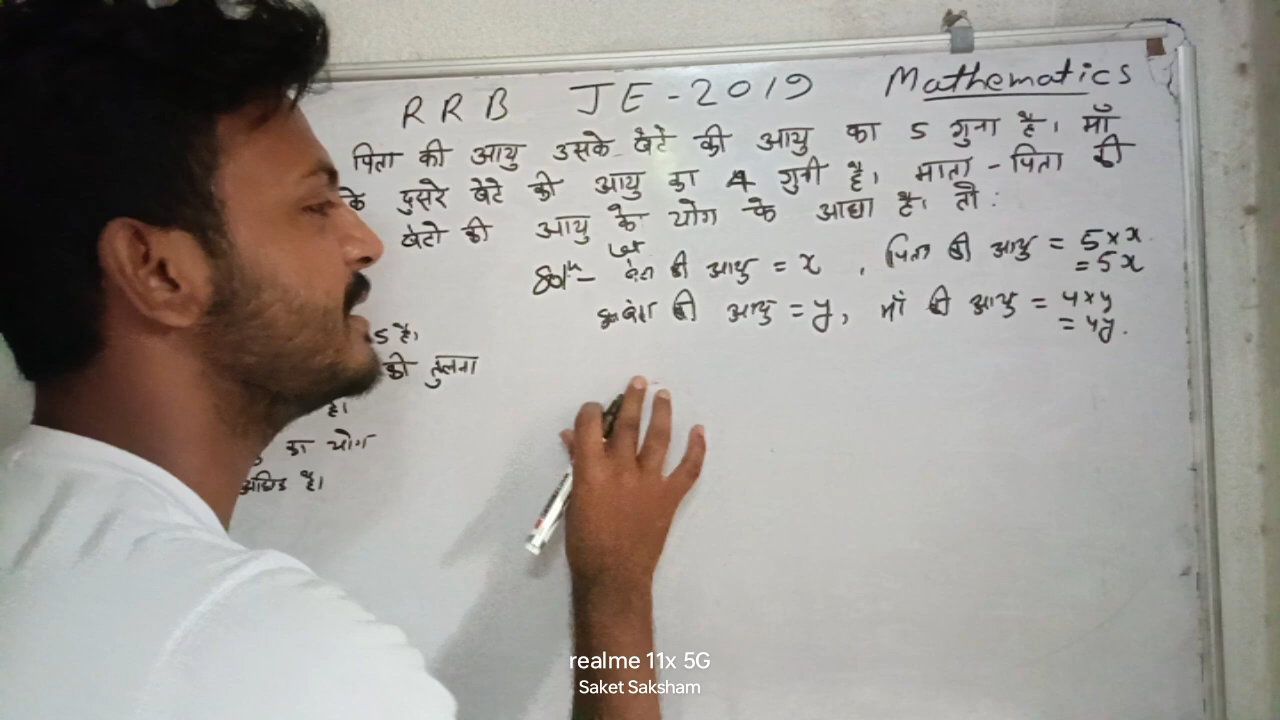 RRB JE-2019 Mathematics
पिता की आयु उसके बेटे की आयु का 5 गुना है। माँ
के दुसरे बेटे की आयु का 4 गुनी है। माता-पिता की
बेटो की आयु के योग के आधा है। तो:
Let
Solⁿ- बेटा की आयु = x , पिता की आयु = 5×x
= 5x
की आयु = y, माँ की आयु = 4×y
= 4y.
5 है।
की तुलना
है।
का योग
अधिक है।
realme 11x 5G
Saket Saksham